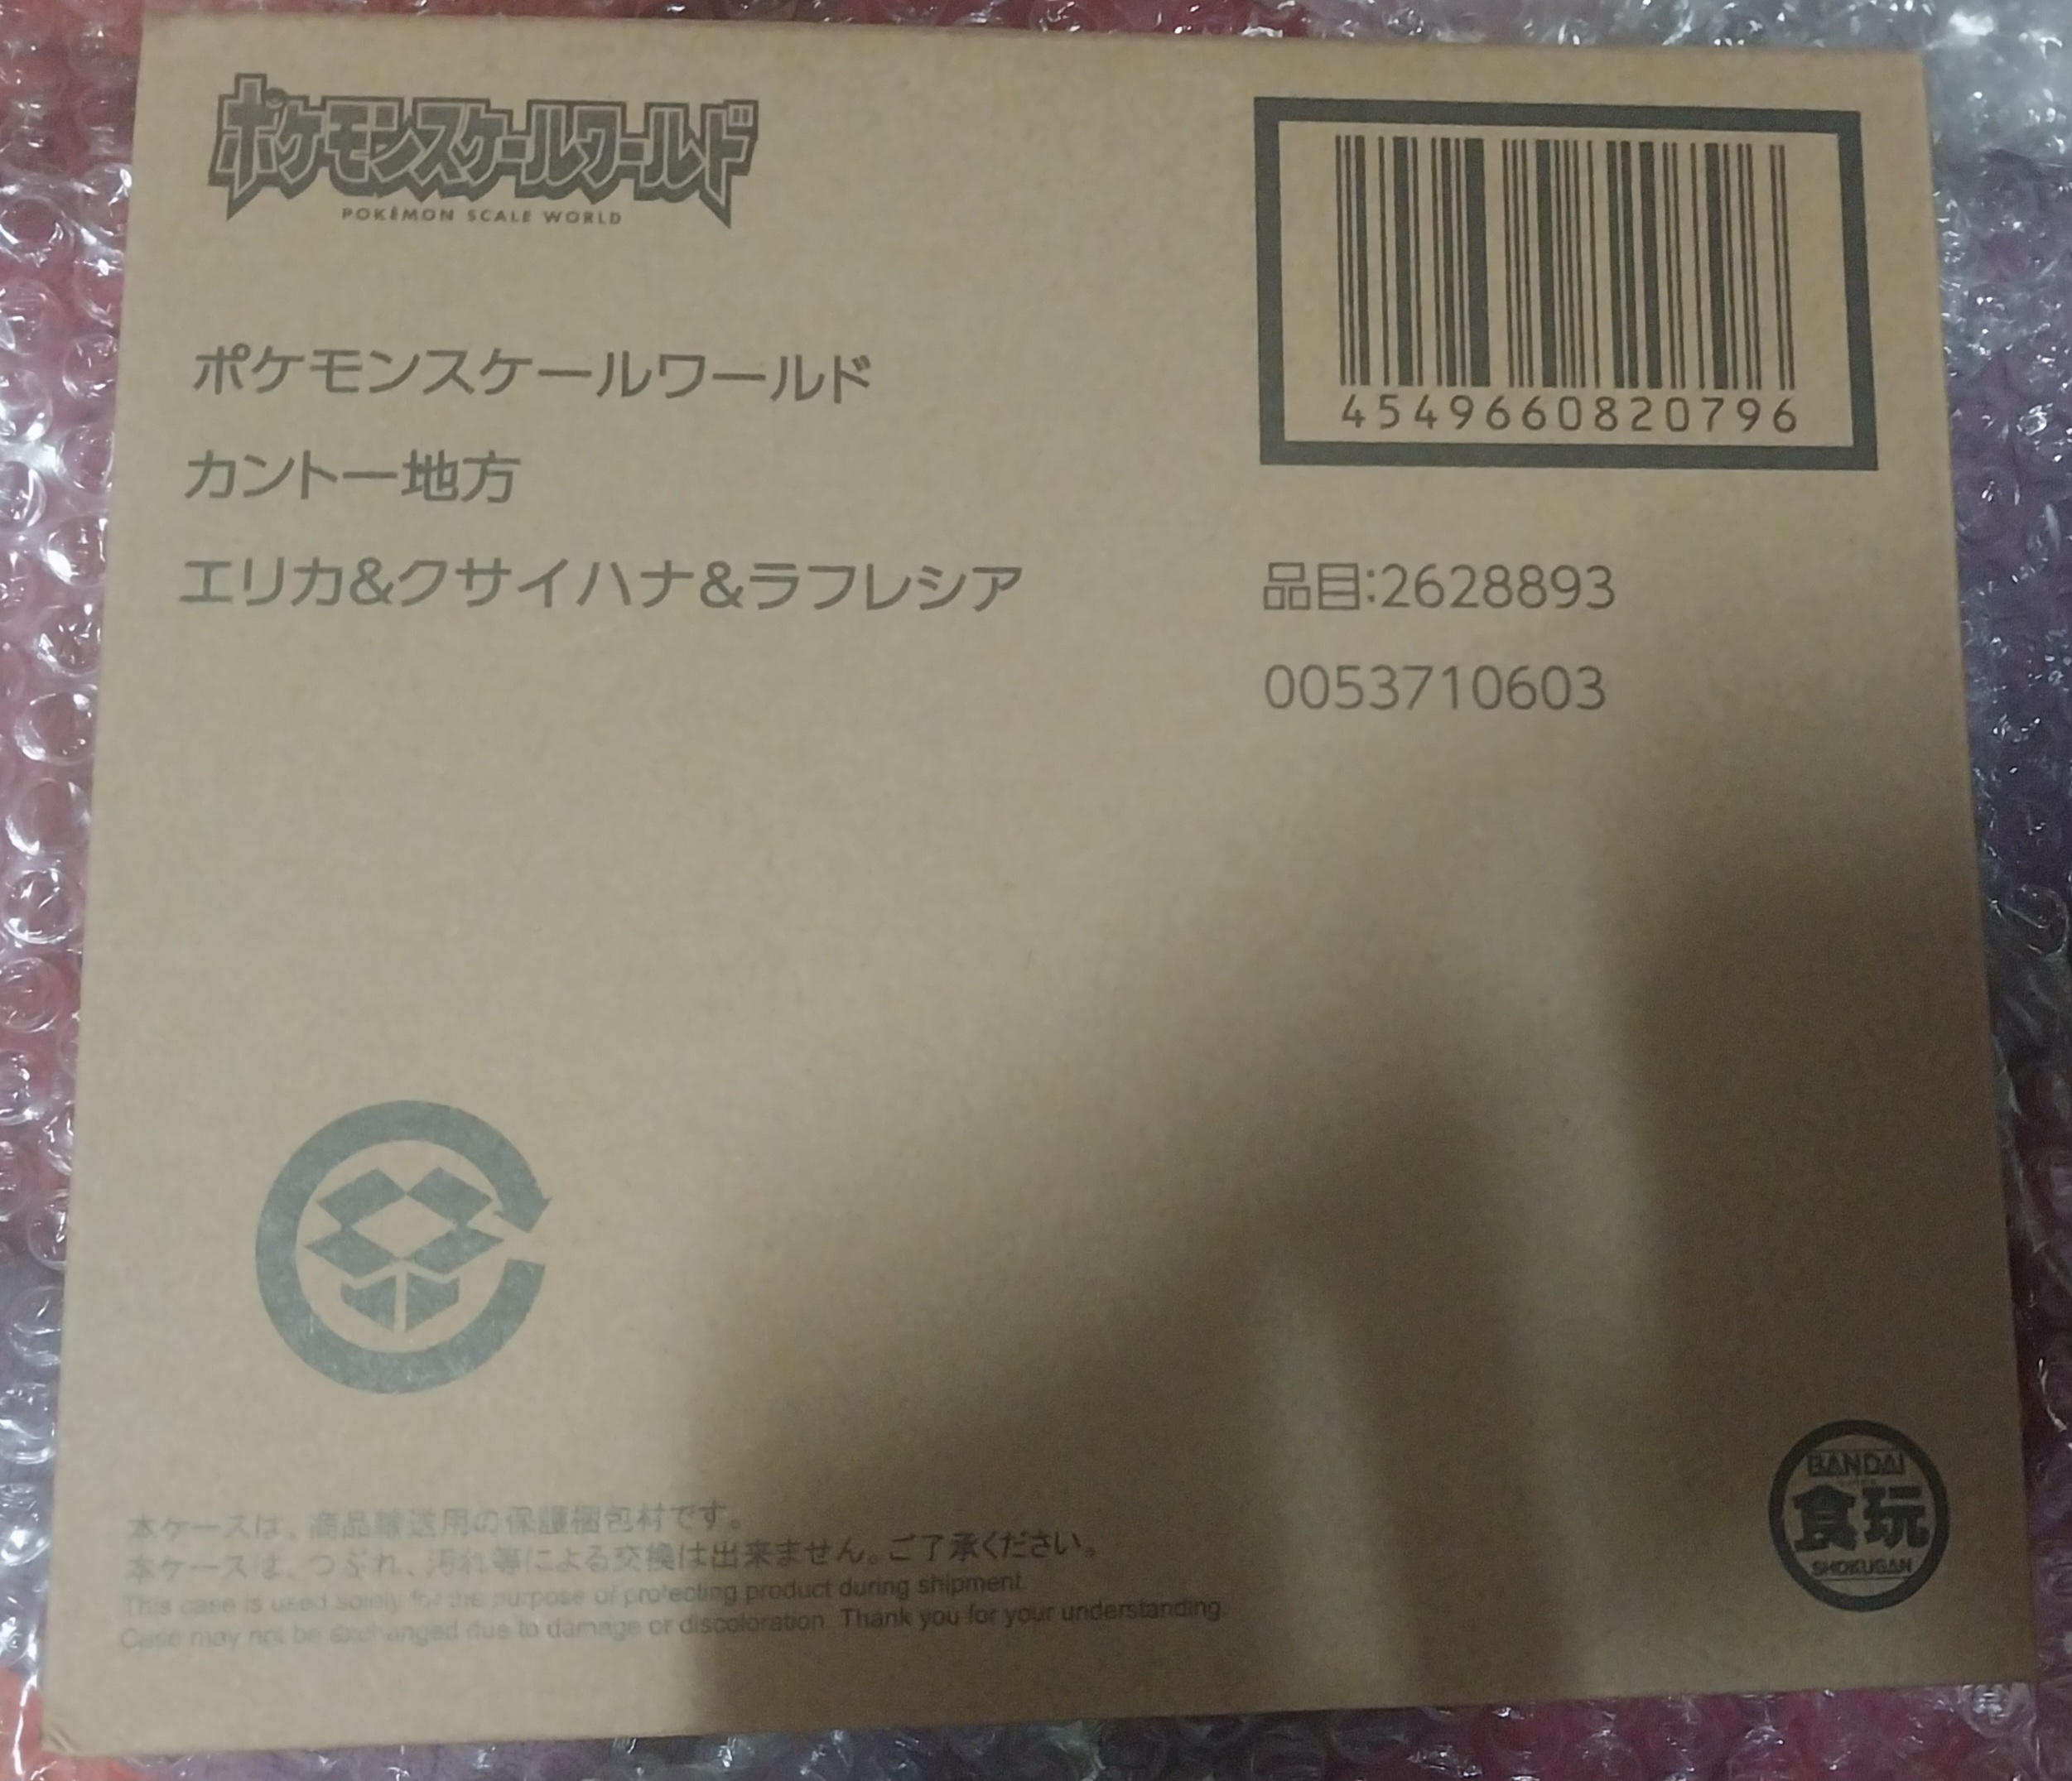 ポケモンスケールワールド
POKÉMON SCALE WORLD
4549660820796
ポケモンスケールワールド
カントー地方
エリカ&クサイハナ&ラフレシア
品目:2628893
0053710603
本ケースは、商品輸送用の保護梱包材です。
本ケースは、つぶれ、汚れ等による交換は出来ません。ご了承ください。
This case is used solely for the purpose of protecting product during shipment.
Case may not be exchanged due to damage or discoloration. Thank you for your understanding.
BANDAI
食玩
SHOKUGAN